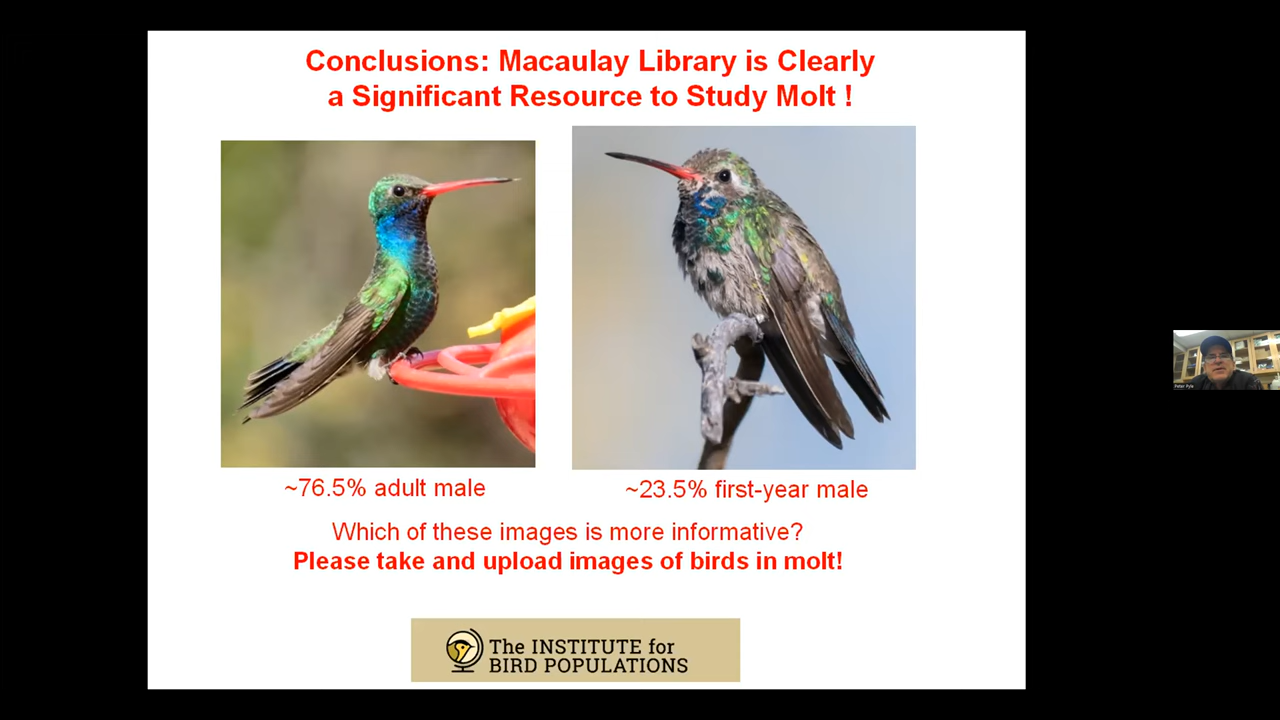 Conclusions: Macaulay Library is Clearly
a Significant Resource to Study Molt !
~76.5% adult male
~23.5% first-year male
Which of these images is more informative?
Please take and upload images of birds in molt!
The INSTITUTE for
BIRD POPULATIONS
Peter Pyle